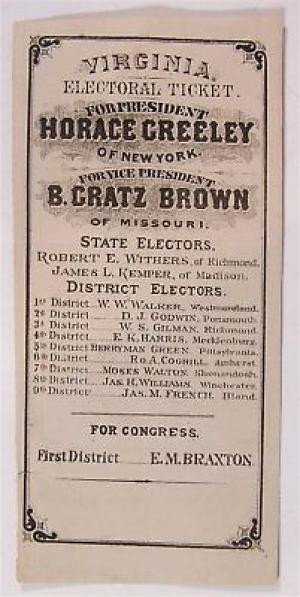 VIRGINIA.
ELECTORAL TICKET.
FOR PRESIDENT
HORACE GREELEY
OF NEW YORK.
FOR VICE PRESIDENT
B. GRATZ BROWN
OF MISSOURI.
STATE ELECTORS.
ROBERT E. WITHERS, of Richmond.
JAMES L. KEMPER, of Madison.
DISTRICT ELECTORS.
1st District...W. W. WALKER, Westmoreland.
2d District......D. J. GODWIN, Portsmouth.
3d District......W. S. GILMAN, Richmond.
4th District.....E. K. HARRIS, Mecklenburg.
5th District BERRYMAN GREEN, Pittsylvania.
6th District......RO. A. COGHILL, Amherst.
7th District...MOSES WALTON, Shenandoah.
8th District...JAS. H. WILLIAMS, Winchester.
9th District.........JAS. M. FRENCH, Bland.
FOR CONGRESS.
First District......E. M. BRAXTON.